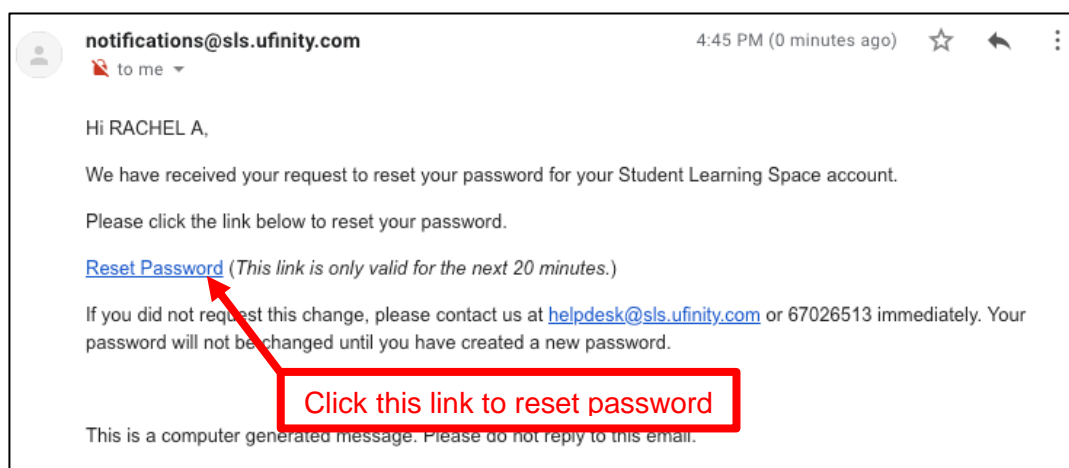 notifications@sls.ufinity.com 4:45 PM (0 minutes ago)
to me
Hi RACHEL A,
We have received your request to reset your password for your Student Learning Space account.
Please click the link below to reset your password.
Reset Password (This link is only valid for the next 20 minutes.)
If you did not request this change, please contact us at helpdesk@sls.ufinity.com or 67026513 immediately. Your
password will not be changed until you have created a new password.
Click this link to reset password
This is a computer generated message. Please do not reply to this email.